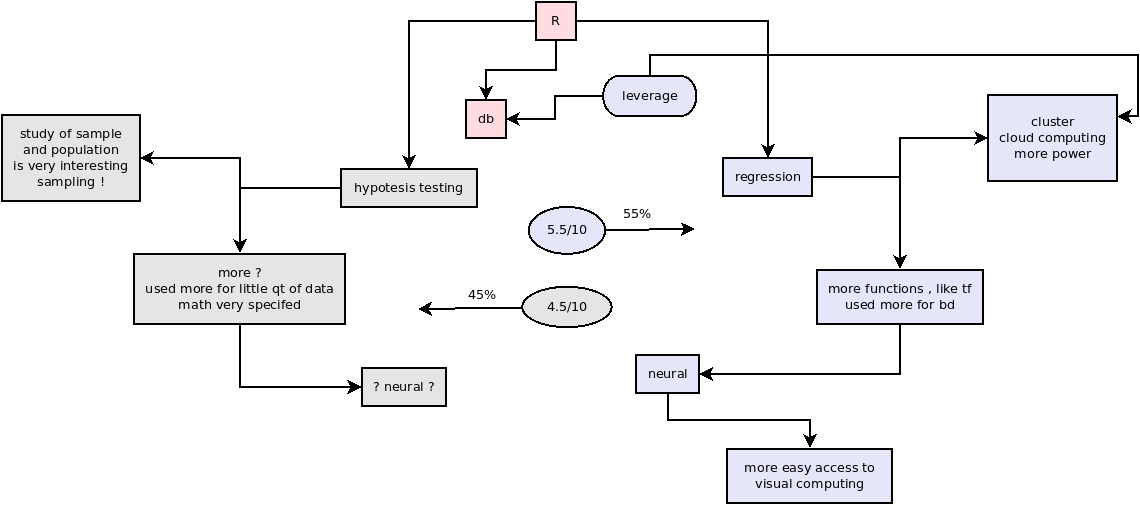 R
leverage
db
cluster
cloud computing
more power
study of sample
and population
is very interesting
sampling !
hypotesis testing
regression
55%
5.5/10
more ?
used more for little qt of data
math very specifed
45%
4.5/10
more functions , like tf
used more for bd
? neural ?
neural
more easy access to
visual computing